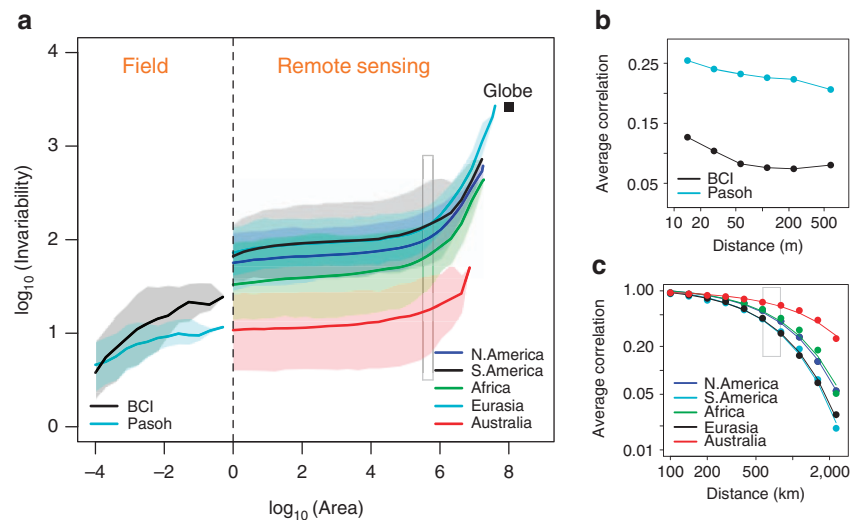 a
Field
Remote sensing
Globe
4
3
2
1
0
log10 (Invariability)
BCI
Pasoh
N.America
S.America
Africa
Eurasia
Australia
–4
–2
0
2
4
6
8
log10 (Area)
b
0.25
0.15
0.05
Average correlation
BCI
Pasoh
10
20
50
200
500
Distance (m)
c
1.00
0.20
0.05
0.01
Average correlation
N.America
S.America
Africa
Eurasia
Australia
100
200
500
2,000
Distance (km)